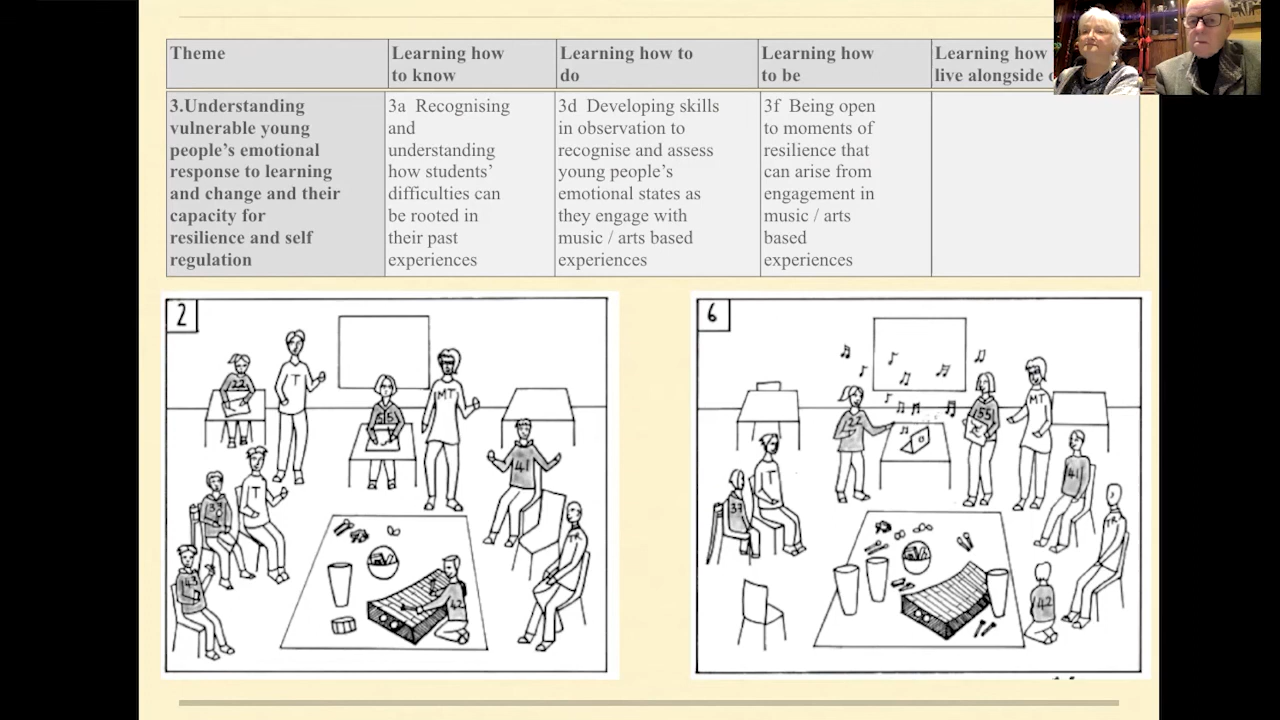 Theme
Learning how
to know
Learning how to
do
Learning how
to be
Learning how
live alongside
3.Understanding
vulnerable young
people’s emotional
response to learning
and change and their
capacity for
resilience and self
regulation
3a Recognising
and
understanding
how students’
difficulties can
be rooted in
their past
experiences
3d Developing skills
in observation to
recognise and assess
young people’s
emotional states as
they engage with
music / arts based
experiences
3f Being open
to moments of
resilience that
can arise from
engagement in
music / arts
based
experiences
2
22
T
MT
55
41
37
T
43
42
TR
6
22
55
MT
T
37
41
TR
42